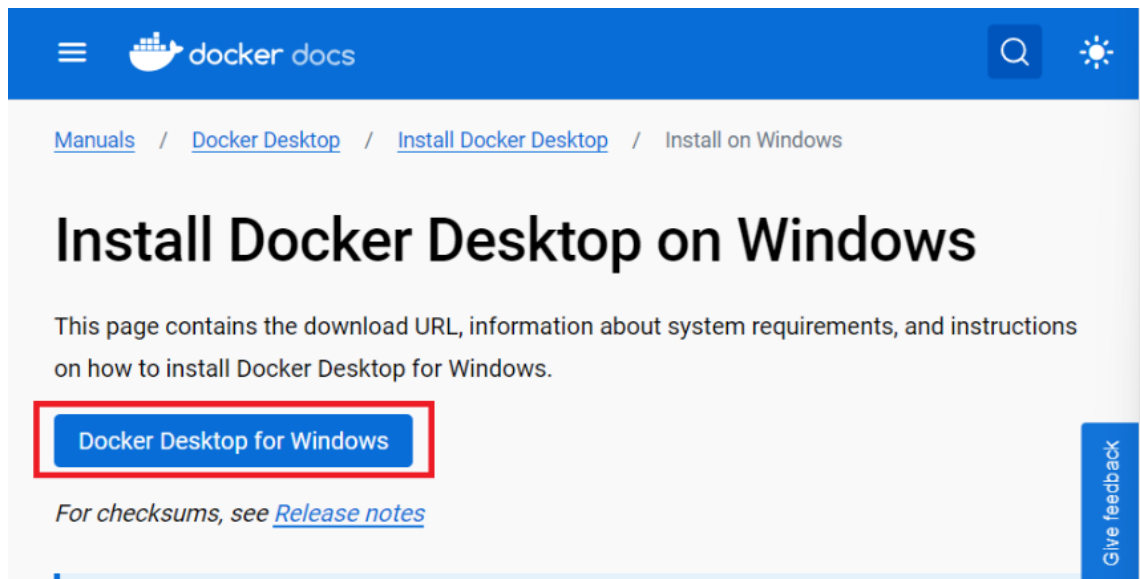 docker docs
Manuals / Docker Desktop / Install Docker Desktop / Install on Windows
Install Docker Desktop on Windows
This page contains the download URL, information about system requirements, and instructions
on how to install Docker Desktop for Windows.
Docker Desktop for Windows
For checksums, see Release notes
Give feedback